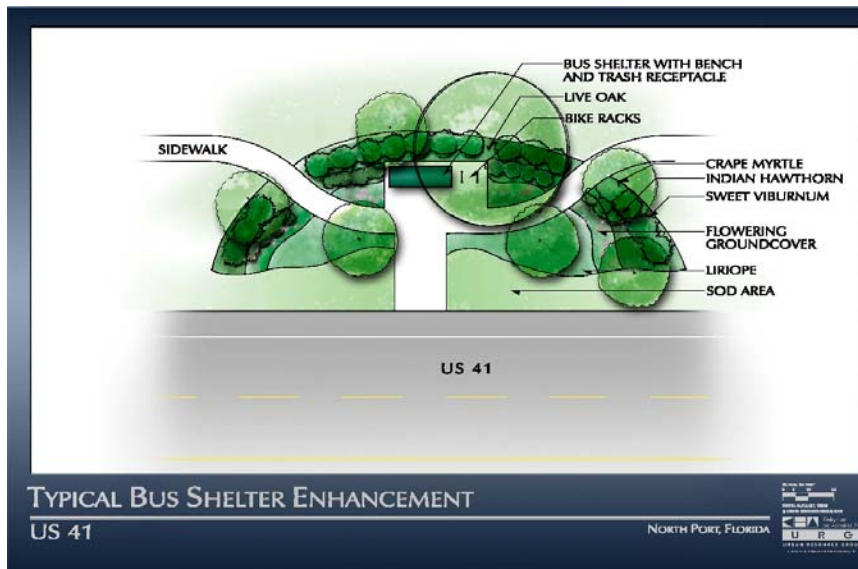 BUS SHELTER WITH BENCH
AND TRASH RECEPTACLE
LIVE OAK
BIKE RACKS
SIDEWALK
CRAPE MYRTLE
INDIAN HAWTHORN
SWEET VIBURNUM
FLOWERING
GROUNDCOVER
LIRIOPE
SOD AREA
US 41
TYPICAL BUS SHELTER ENHANCEMENT
US 41
NORTH PORT, FLORIDA
URG